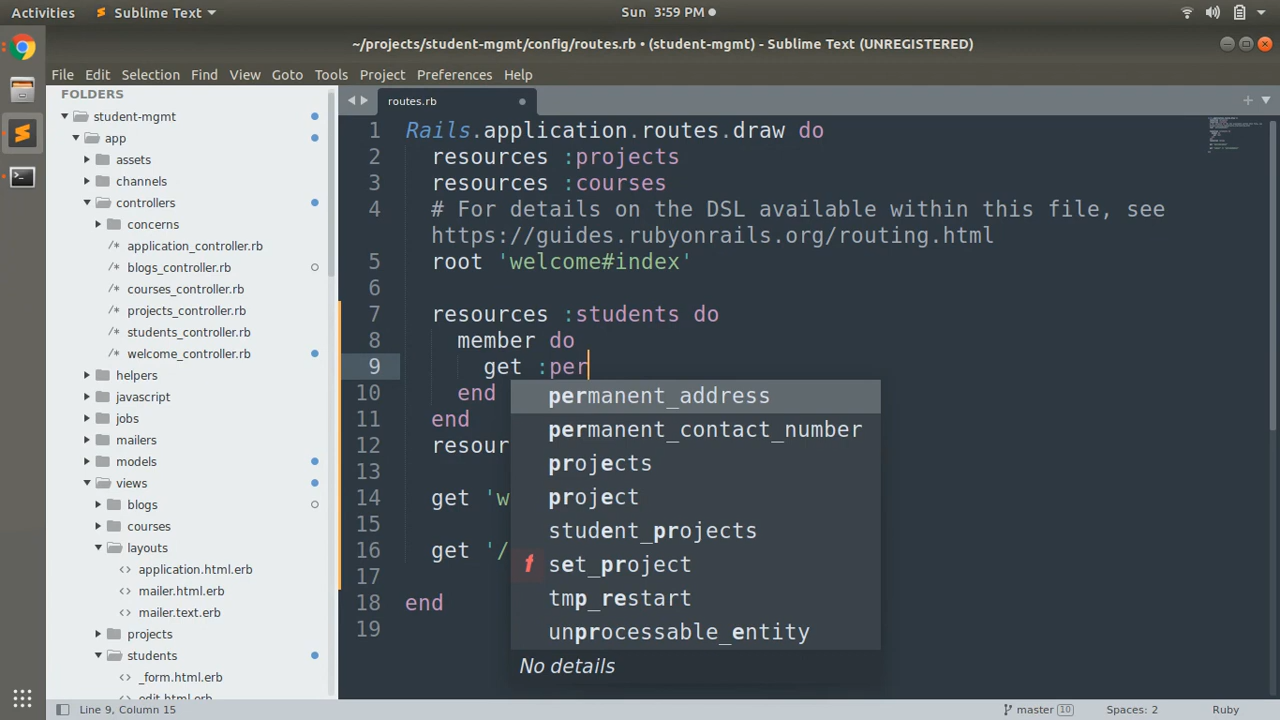 Activities Sublime Text Sun 3:59 PM
~/projects/student-mgmt/config/routes.rb • (student-mgmt) - Sublime Text (UNREGISTERED)
File Edit Selection Find View Goto Tools Project Preferences Help
FOLDERS
student-mgmt
app
assets
channels
controllers
concerns
/* application_controller.rb
/* blogs_controller.rb
/* courses_controller.rb
/* projects_controller.rb
/* students_controller.rb
/* welcome_controller.rb
helpers
javascript
jobs
mailers
models
views
blogs
courses
layouts
<> application.html.erb
<> mailer.html.erb
<> mailer.text.erb
projects
students
<> _form.html.erb
<> edit.html.erb
routes.rb
1 Rails.application.routes.draw do
2 resources :projects
3 resources :courses
4 # For details on the DSL available within this file, see
https://guides.rubyonrails.org/routing.html
5 root 'welcome#index'
6
7 resources :students do
8 member do
9 get :per
10 end
11 end
12 resour
13
14 get 'w
15
16 get '/
17
18 end
19
permanent_address
permanent_contact_number
projects
project
student_projects
f set_project
tmp_restart
unprocessable_entity
No details
Line 9, Column 15 master 10 Spaces: 2 Ruby